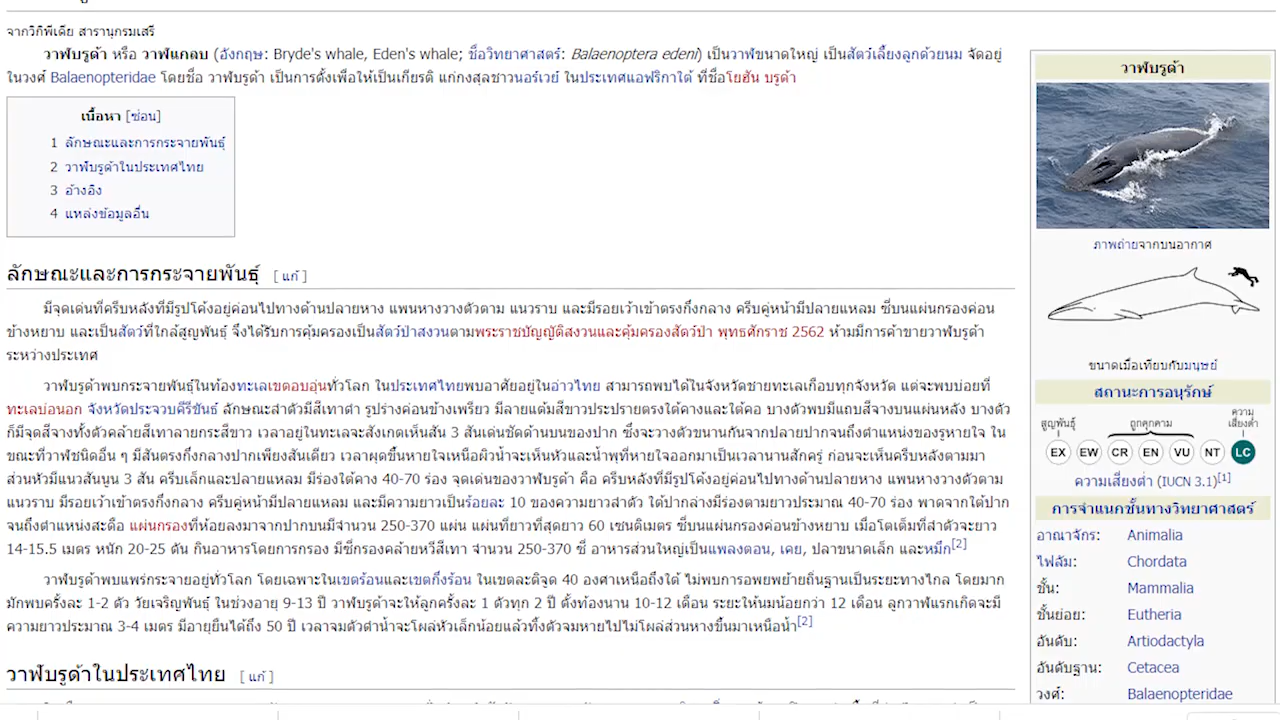 จากวิกิพีเดีย สารานุกรมเสรี
วาฬบรูด้า หรือ วาฬแกลบ (อังกฤษ: Bryde's whale, Eden's whale; ชื่อวิทยาศาสตร์: Balaenoptera edeni) เป็นวาฬขนาดใหญ่ เป็นสัตว์เลี้ยงลูกด้วยนม จัดอยู่
ในวงศ์ Balaenopteridae โดยชื่อ วาฬบรูด้า เป็นการตั้งเพื่อให้เป็นเกียรติ แก่กงสุลชาวนอร์เวย์ ในประเทศแอฟริกาใต้ ที่ชื่อโยฮัน บรูด้า
เนื้อหา [ซ่อน]
1 ลักษณะและการกระจายพันธุ์
2 วาฬบรูด้าในประเทศไทย
3 อ้างอิง
4 แหล่งข้อมูลอื่น
ลักษณะและการกระจายพันธุ์ [ แก้ ]
มีจุดเด่นที่ครีบหลังที่มีรูปโค้งอยู่ค่อนไปทางด้านปลายหาง แพนหางวางตัวตาม แนวราบ และมีรอยเว้าเข้าตรงกึ่งกลาง ครีบคู่หน้ามีปลายแหลม ซี่บนแผ่นกรองค่อน
ข้างหยาบ และเป็นสัตว์ที่ใกล้สูญพันธุ์ จึงได้รับการคุ้มครองเป็นสัตว์ป่าสงวนตามพระราชบัญญัติสงวนและคุ้มครองสัตว์ป่า พุทธศักราช 2562 ห้ามมีการค้าขายวาฬบรูด้า
ระหว่างประเทศ
วาฬบรูด้าพบกระจายพันธุ์ในท้องทะเลเขตอบอุ่นทั่วโลก ในประเทศไทยพบอาศัยอยู่ในอ่าวไทย สามารถพบได้ในจังหวัดชายทะเลเกือบทุกจังหวัด แต่จะพบบ่อยที่
ทะเลบ่อนอก จังหวัดประจวบคีรีขันธ์ ลักษณะสำตัวมีสีเทาดำ รูปร่างค่อนข้างเพรียว มีลายแต้มสีขาวประปรายตรงใต้คางและใต้คอ บางตัวพบมีแถบสีจางบนแผ่นหลัง บางตัว
ก็มีจุดสีจางทั้งตัวคล้ายสีเทาลายกระสีขาว เวลาอยู่ในทะเลจะสังเกตเห็นสัน 3 สันเด่นชัดด้านบนของปาก ซึ่งจะวางตัวขนานกันจากปลายปากจนถึงตำแหน่งของรูหายใจ ใน
ขณะที่วาฬชนิดอื่น ๆ มีสันตรงกึ่งกลางปากเพียงสันเดียว เวลาผุดขึ้นหายใจเหนือผิวน้ำจะเห็นหัวและน้ำพุที่หายใจออกมาเป็นเวลานานสักครู่ ก่อนจะเห็นครีบหลังตามมา
ส่วนหัวมีแนวสันนูน 3 สัน ครีบเล็กและปลายแหลม มีร่องใต้คาง 40-70 ร่อง จุดเด่นของวาฬบรูด้า คือ ครีบหลังที่มีรูปโค้งอยู่ค่อนไปทางด้านปลายหาง แพนหางวางตัวตาม
แนวราบ มีรอยเว้าเข้าตรงกึ่งกลาง ครีบคู่หน้ามีปลายแหลม และมีความยาวเป็นร้อยละ 10 ของความยาวสำตัว ใต้ปากล่างมีร่องตามยาวประมาณ 40-70 ร่อง พาดจากใต้ปาก
จนถึงตำแหน่งสะดือ แผ่นกรองที่ห้อยลงมาจากปากบนมีจำนวน 250-370 แผ่น แผ่นที่ยาวที่สุดยาว 60 เซนติเมตร ซี่บนแผ่นกรองค่อนข้างหยาบ เมื่อโตเต็มที่ลำตัวจะยาว
14-15.5 เมตร หนัก 20-25 ตัน กินอาหารโดยการกรอง มีซี่กรองคล้ายหวีสีเทา จำนวน 250-370 ซี่ อาหารส่วนใหญ่เป็นแพลงตอน, เคย, ปลาขนาดเล็ก และหมึก[2]
วาฬบรูด้าพบแพร่กระจายอยู่ทั่วโลก โดยเฉพาะในเขตร้อนและเขตกึ่งร้อน ในเขตละติจูด 40 องศาเหนือถึงใต้ ไม่พบการอพยพย้ายถิ่นฐานเป็นระยะทางไกล โดยมาก
มักพบครั้งละ 1-2 ตัว วัยเจริญพันธุ์ ในช่วงอายุ 9-13 ปี วาฬบรูด้าจะให้ลูกครั้งละ 1 ตัวทุก 2 ปี ตั้งท้องนาน 10-12 เดือน ระยะให้นมน้อยกว่า 12 เดือน ลูกวาฬแรกเกิดจะมี
ความยาวประมาณ 3-4 เมตร มีอายุยืนได้ถึง 50 ปี เวลาจมตัวดำน้ำจะโผล่หัวเล็กน้อยแล้วทิ้งตัวจมหายไปไม่โผล่ส่วนหางขึ้นมาเหนือน้ำ[2]
วาฬบรูด้าในประเทศไทย [ แก้ ]
วาฬบรูด้า
ภาพถ่ายจากบนอากาศ
ขนาดเมื่อเทียบกับมนุษย์
สถานะการอนุรักษ์
สูญพันธุ์ ถูกคุกคาม ความเสี่ยงต่ำ
EX EW CR EN VU NT LC
ความเสี่ยงต่ำ (IUCN 3.1)[1]
การจำแนกชั้นทางวิทยาศาสตร์
อาณาจักร: Animalia
ไฟลัม: Chordata
ชั้น: Mammalia
ชั้นย่อย: Eutheria
อันดับ: Artiodactyla
อันดับฐาน: Cetacea
วงศ์: Balaenopteridae